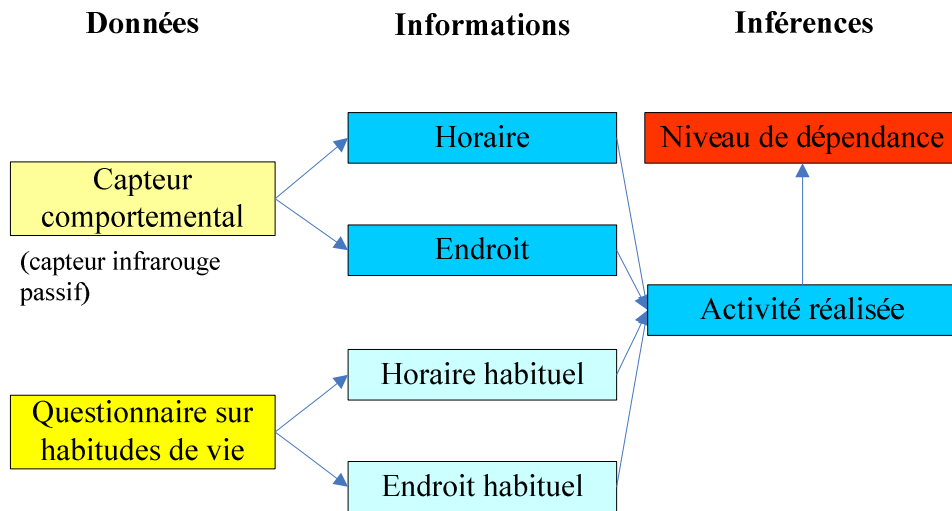 Données
Informations
Inférences
Horaire
Niveau de dépendance
Capteur
comportemental
(capteur infrarouge
passif)
Endroit
Activité réalisée
Horaire habituel
Questionnaire sur
habitudes de vie
Endroit habituel